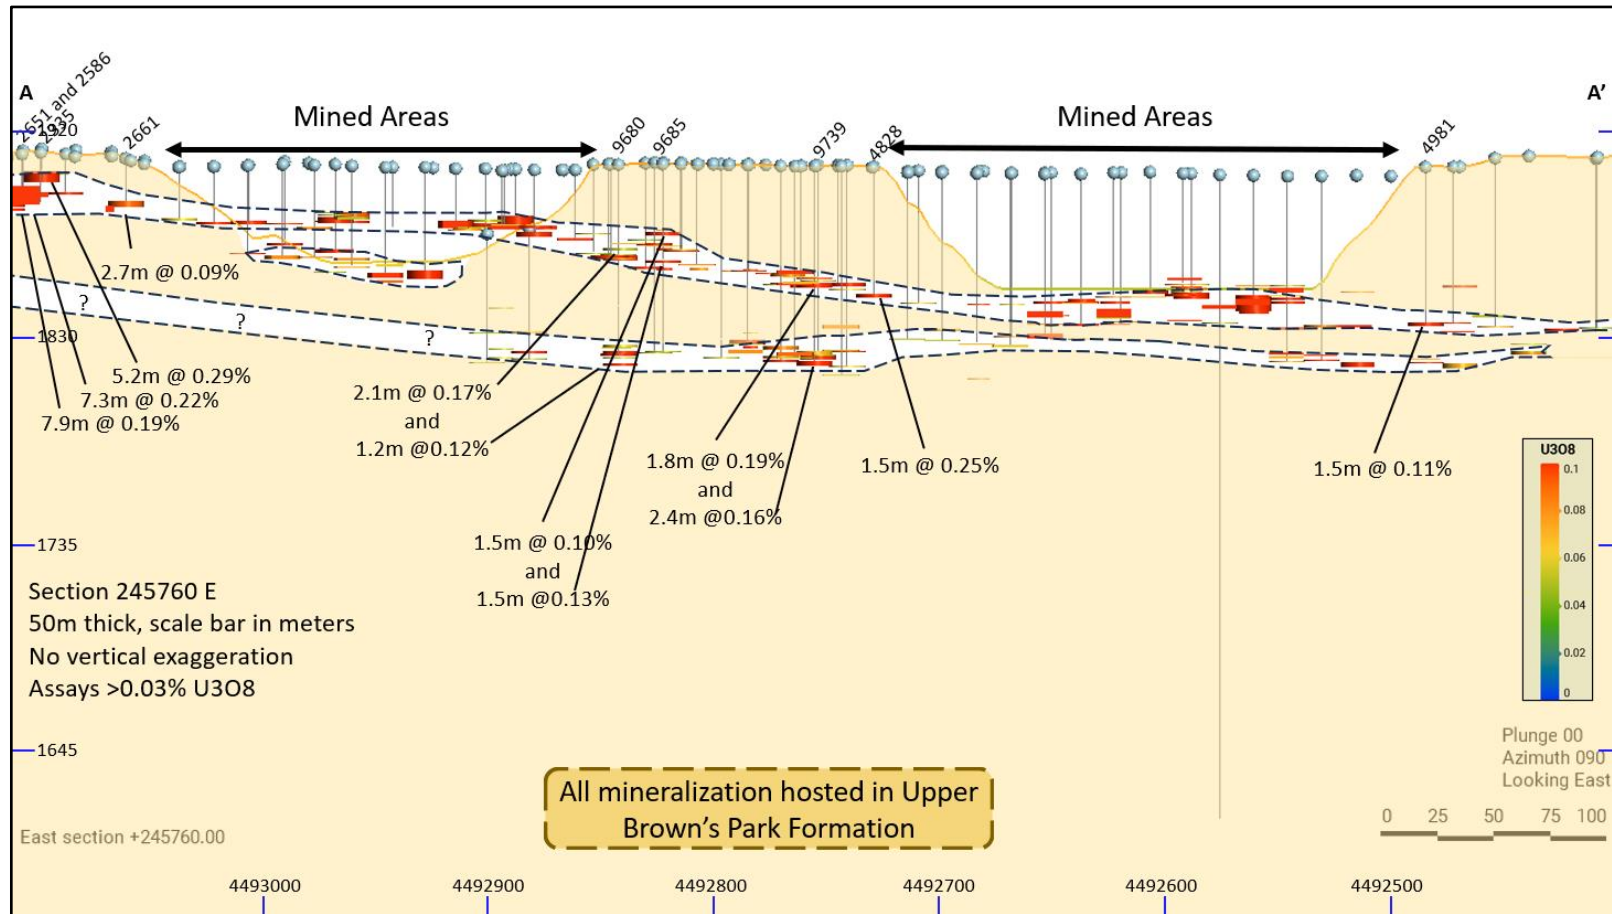 A
A'
2651 and 2586
2661
Mined Areas
9680
9685
9739
4828
Mined Areas
4981
1920
2.7m @ 0.09%
?
?
?
1830
5.2m @ 0.29%
7.3m @ 0.22%
7.9m @ 0.19%
2.1m @ 0.17%
and
1.2m @0.12%
1.8m @ 0.19%
and
2.4m @0.16%
1.5m @ 0.25%
1.5m @ 0.11%
1.5m @ 0.10%
and
1.5m @0.13%
U3O8
0.1
0.08
0.06
0.04
0.02
0
1735
Section 245760 E
50m thick, scale bar in meters
No vertical exaggeration
Assays >0.03% U3O8
1645
Plunge 00
Azimuth 090
Looking East
0 25 50 75 100
All mineralization hosted in Upper
Brown's Park Formation
East section +245760.00
4493000 4492900 4492800 4492700 4492600 4492500